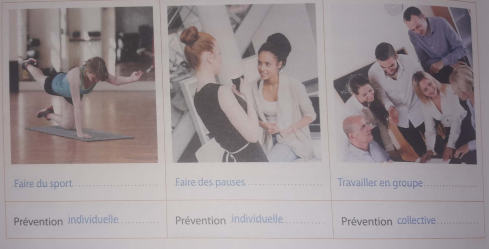 Faire du sport ........................ Faire des pauses ........................ Travailler en groupe ..................
Prévention individuelle ............ Prévention individuelle ............ Prévention collective ..............